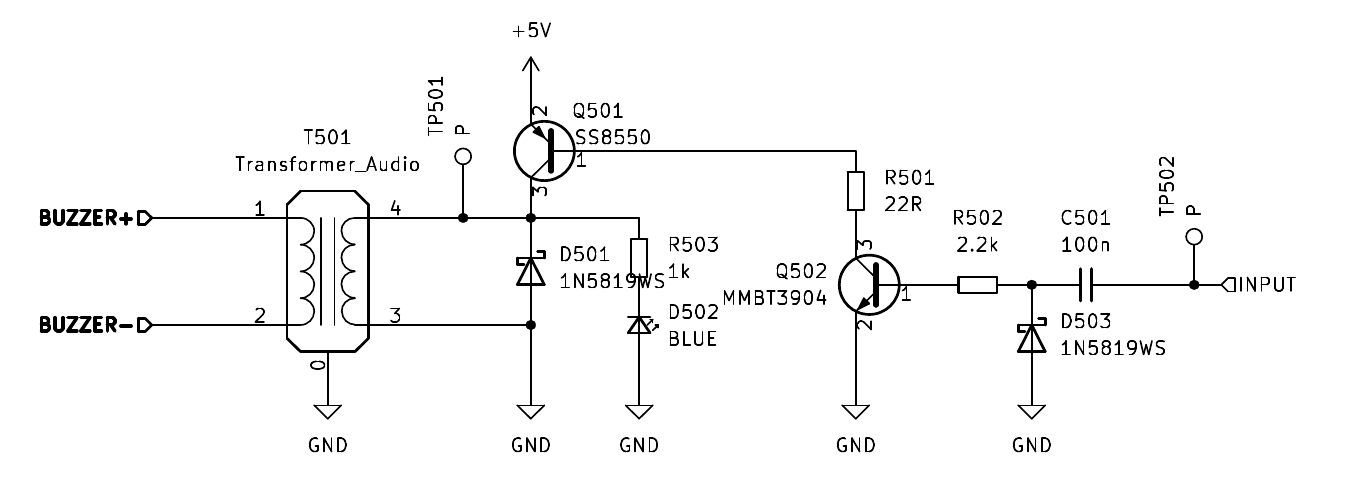 +5V
TP501
P
2
Q501
SS8550
1
3
T501
Transformer_Audio
BUZZER+
1
4
BUZZER-
2
3
0
D501
1N5819WS
R503
1k
D502
BLUE
R501
22R
Q502
MMBT3904
3
1
2
R502
2.2k
C501
100n
TP502
P
INPUT
D503
1N5819WS
GND
GND
GND
GND
GND